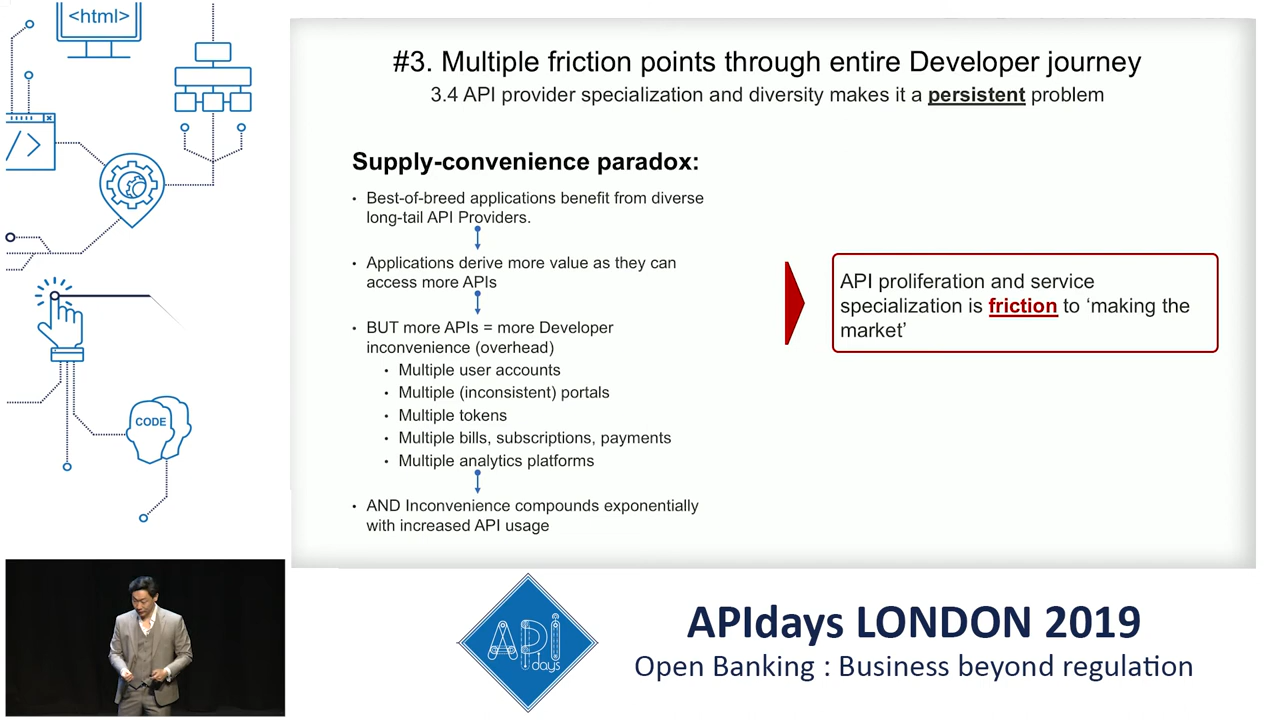 <html>
</>
CODE
#3. Multiple friction points through entire Developer journey
3.4 API provider specialization and diversity makes it a persistent problem
Supply-convenience paradox:
• Best-of-breed applications benefit from diverse
long-tail API Providers.
• Applications derive more value as they can
access more APIs
• BUT more APIs = more Developer
inconvenience (overhead)
• Multiple user accounts
• Multiple (inconsistent) portals
• Multiple tokens
• Multiple bills, subscriptions, payments
• Multiple analytics platforms
• AND Inconvenience compounds exponentially
with increased API usage
API proliferation and service
specialization is friction to ‘making the
market’
API
days
APIdays LONDON 2019
Open Banking : Business beyond regulation